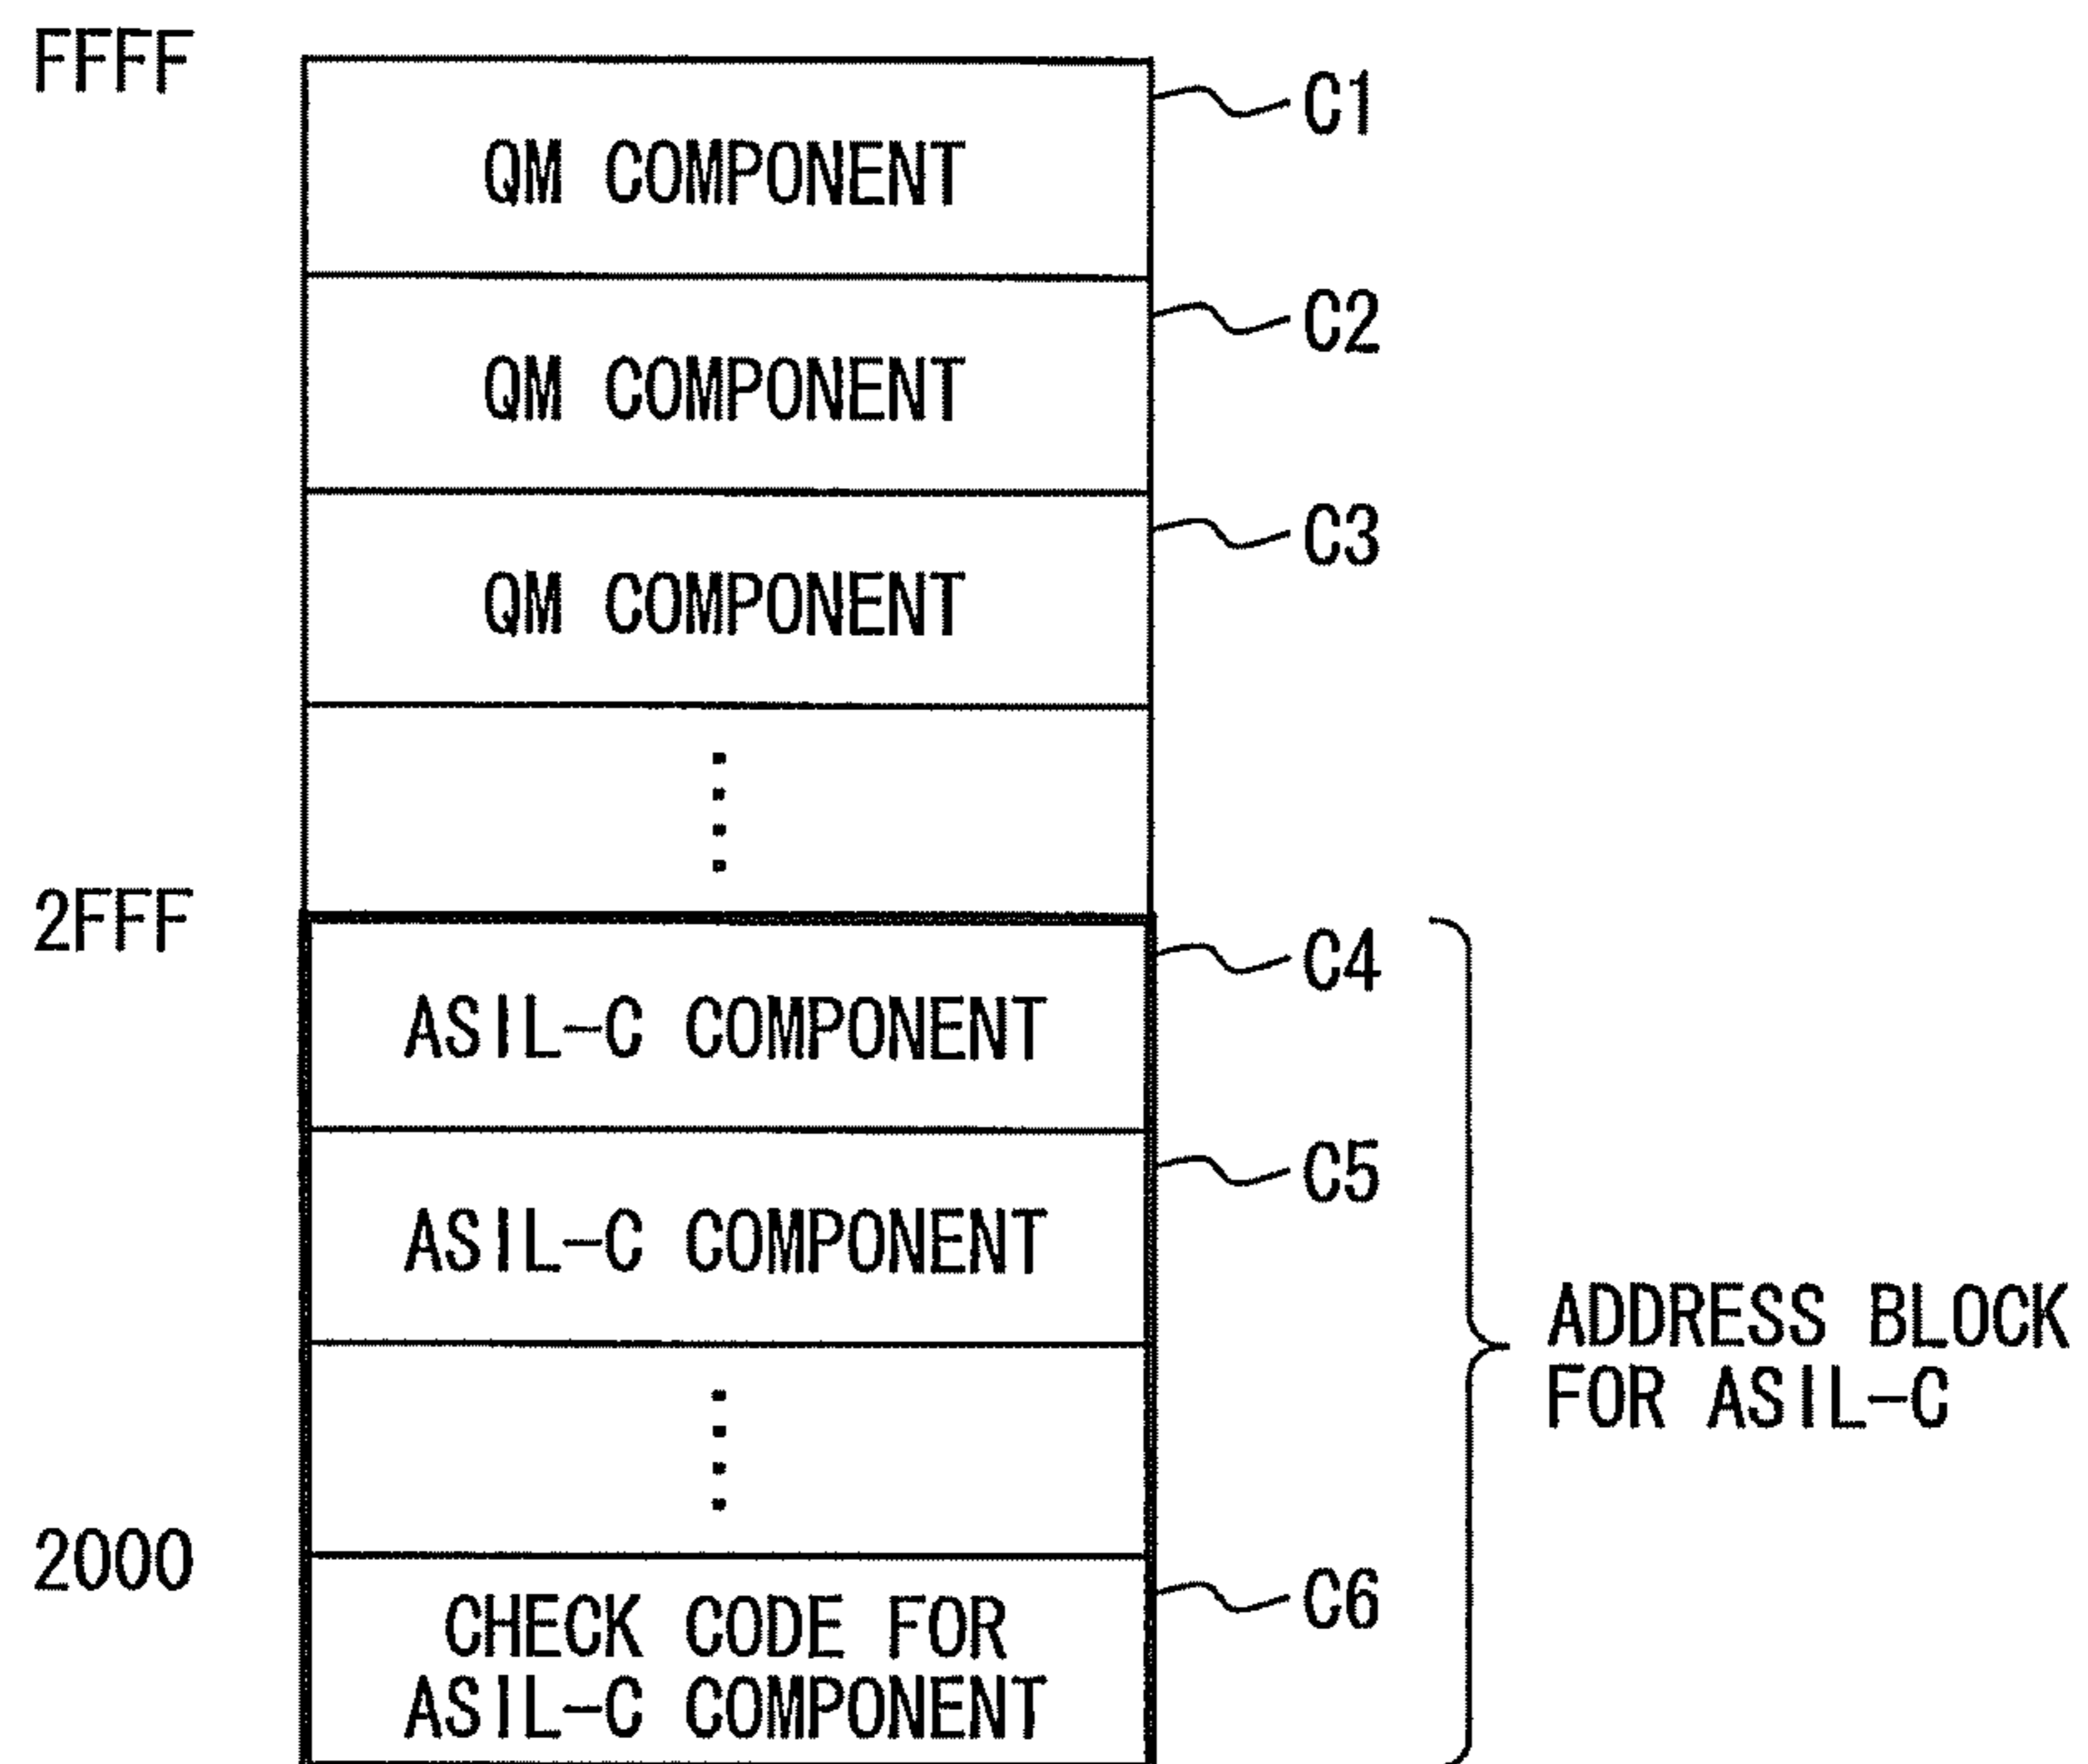 FFFF
C1
QM COMPONENT
C2
QM COMPONENT
C3
QM COMPONENT
2FFF
C4
ASIL-C COMPONENT
C5
ASIL-C COMPONENT
ADDRESS BLOCK
FOR ASIL-C
2000
C6
CHECK CODE FOR
ASIL-C COMPONENT